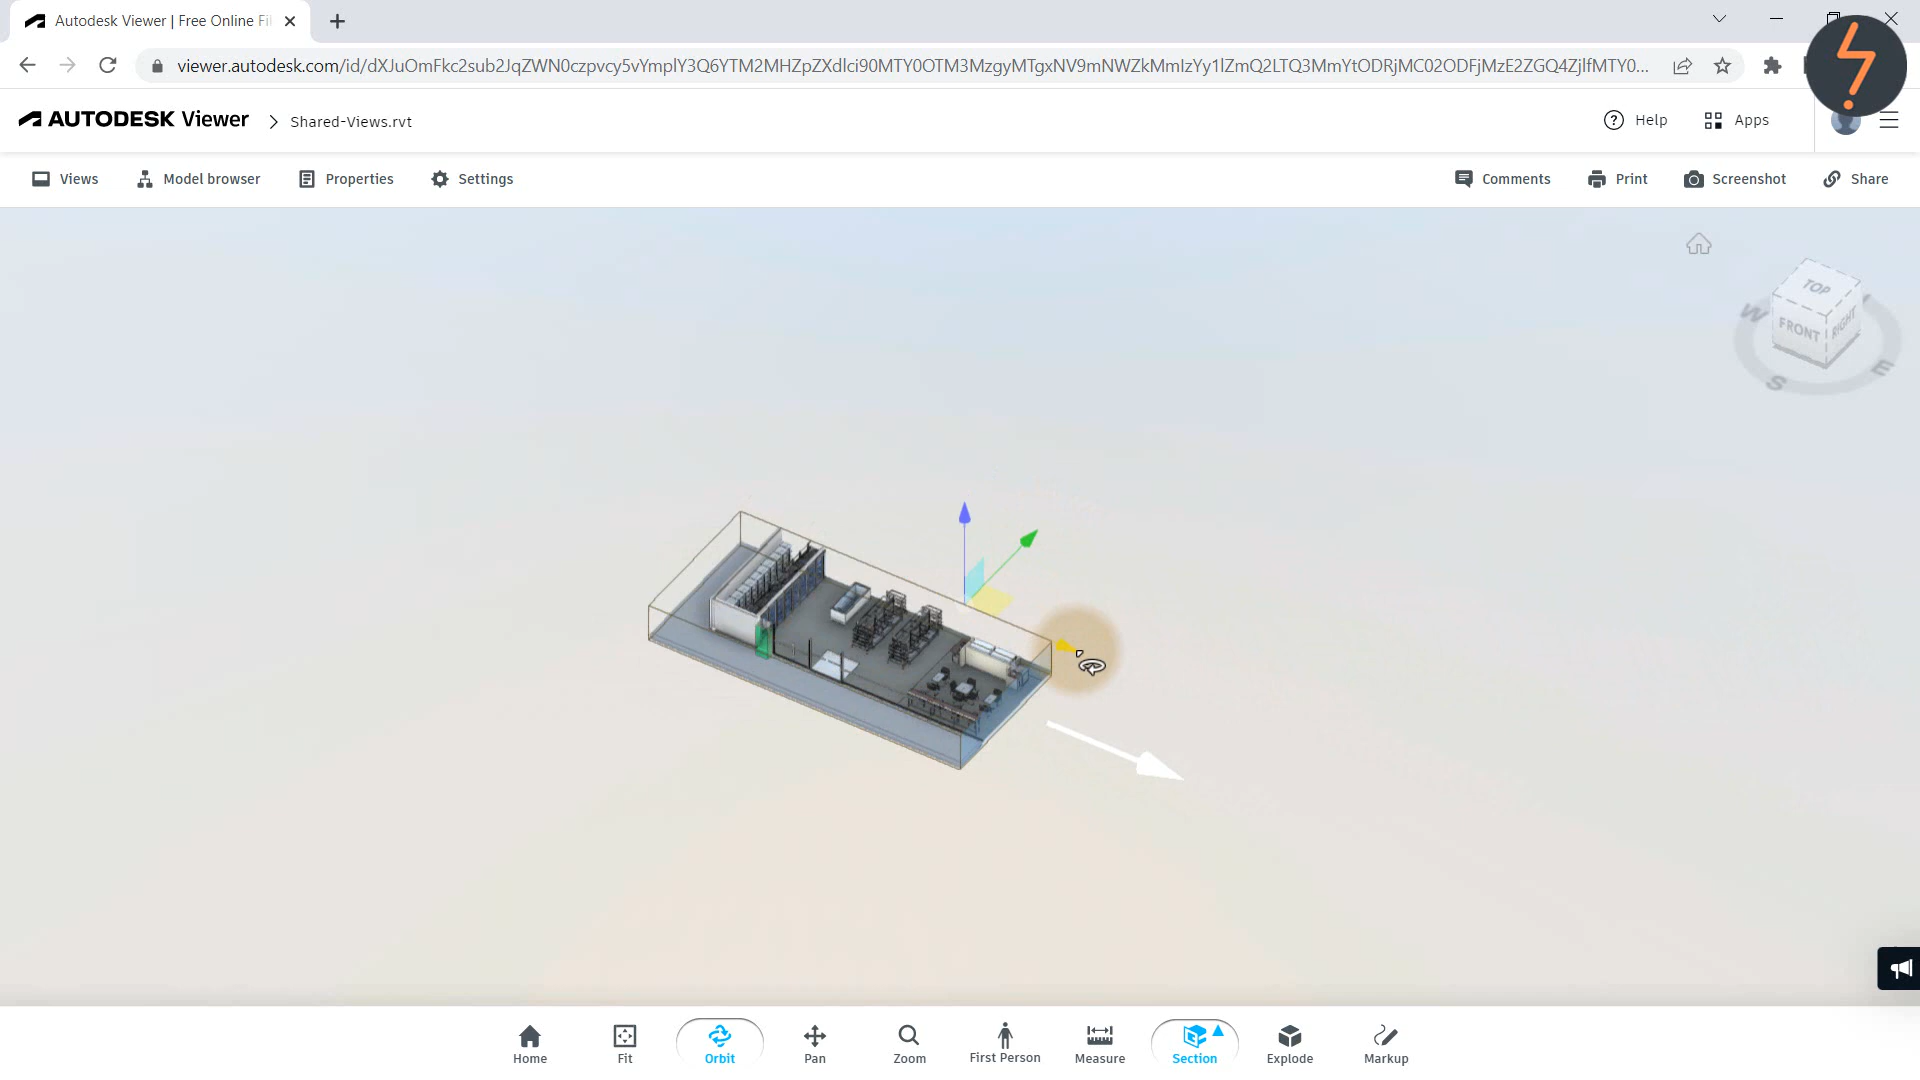 Autodesk Viewer | Free Online Fil
viewer.autodesk.com/id/dXJuOmFkc2sub2JqZWN0czpvcy5vYmplY3Q6YTM2MHZpZXdlci90MTY0OTM3MzgyMTgxNV9mNWZkMmIzYy1lZmQ2LTQ3MmYtODRjMC02ODFjMzE2ZGQ4ZjlfMTY0...
AUTODESK Viewer > Shared-Views.rvt
Help
Apps
Views
Model browser
Properties
Settings
Comments
Print
Screenshot
Share
TOP
FRONT
RIGHT
W
S
E
Home
Fit
Orbit
Pan
Zoom
First Person
Measure
Section
Explode
Markup